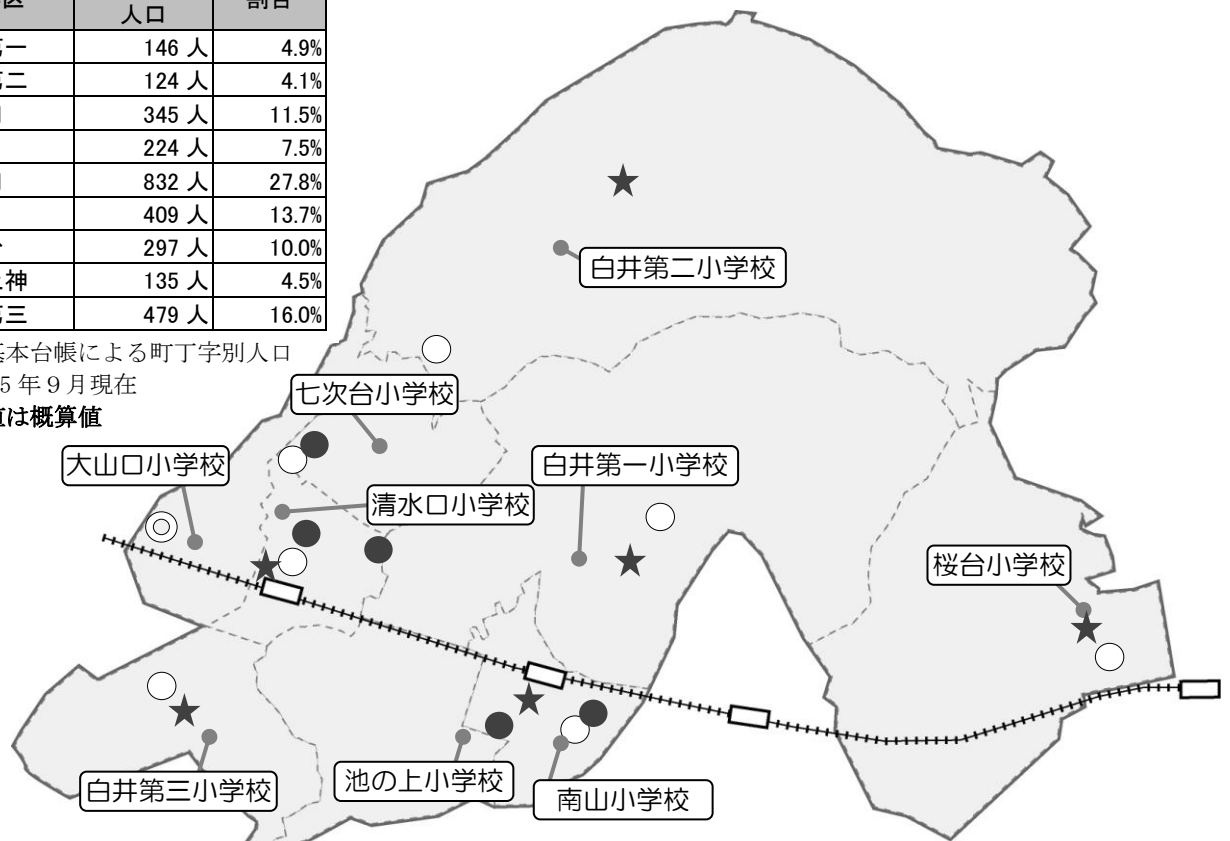 区
人口
割合
第一
146 人
4.9%
第二
124 人
4.1%
345 人
11.5%
224 人
7.5%
832 人
27.8%
409 人
13.7%
297 人
10.0%
神
135 人
4.5%
第三
479 人
16.0%
基本台帳による町丁字別人口
5 年９月現在
は概算値
白井第二小学校
七次台小学校
大山口小学校
白井第一小学校
清水口小学校
桜台小学校
白井第三小学校
池の上小学校
南山小学校